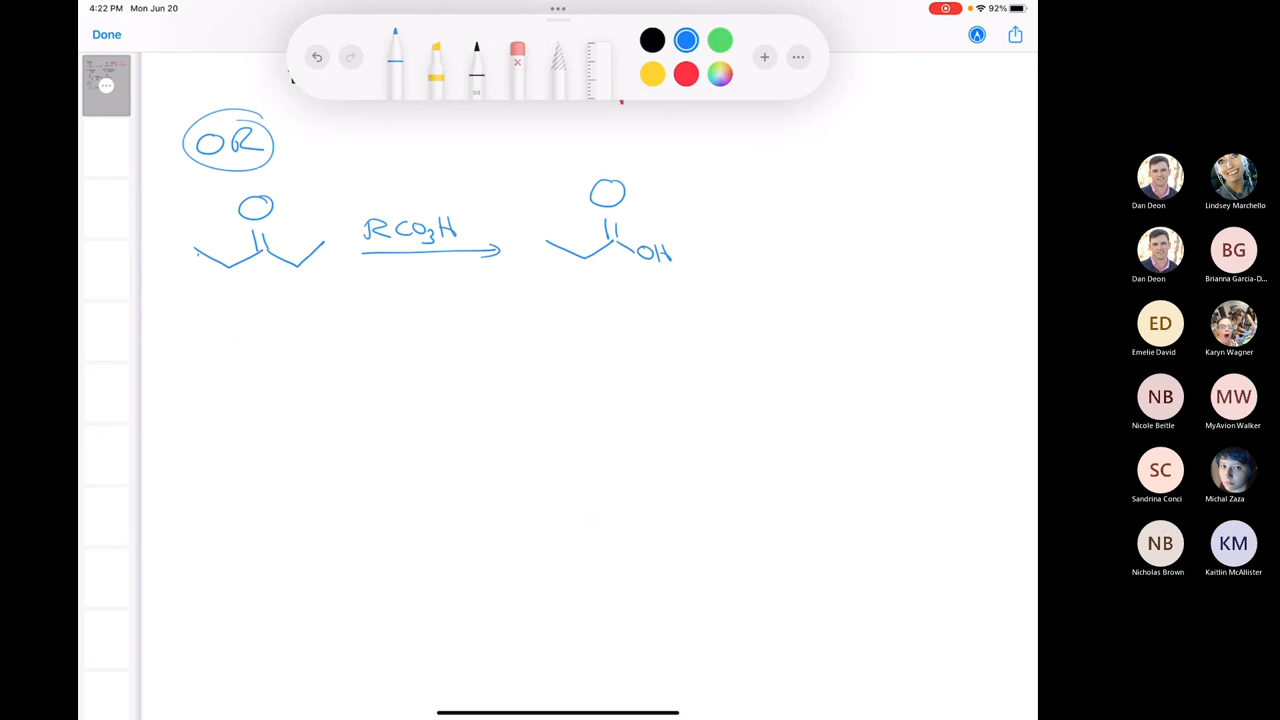 4:22 PM Mon Jun 20
92%
Done
OR
O
O
RCO3H
OH
Dan Deon
Lindsey Marchello
BG
Dan Deon
Brianna Garcia-D...
ED
Emelie David
Karyn Wagner
NB
MW
Nicole Beitle
MyAvion Walker
SC
Sandrina Conci
Michal Zaza
NB
KM
Nicholas Brown
Kaitlin McAllister